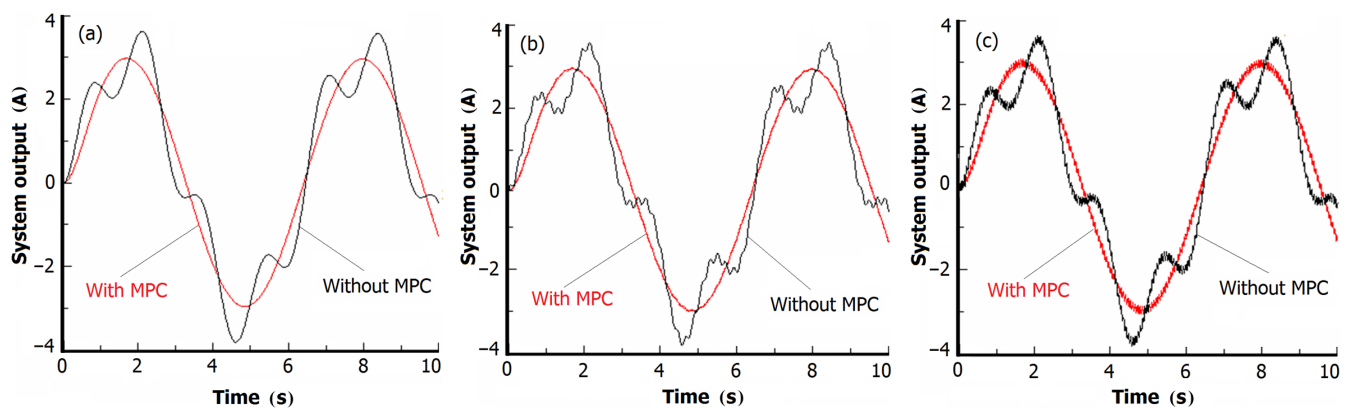 (a)
4
2
0
−2
−4
System output (A)
With MPC
Without MPC
0 2 4 6 8 10
Time (s)
(b)
4
2
0
−2
−4
System output (A)
With MPC
Without MPC
0 2 4 6 8 10
Time (s)
(c)
4
2
0
−2
−4
System output (A)
With MPC
Without MPC
0 2 4 6 8 10
Time (s)